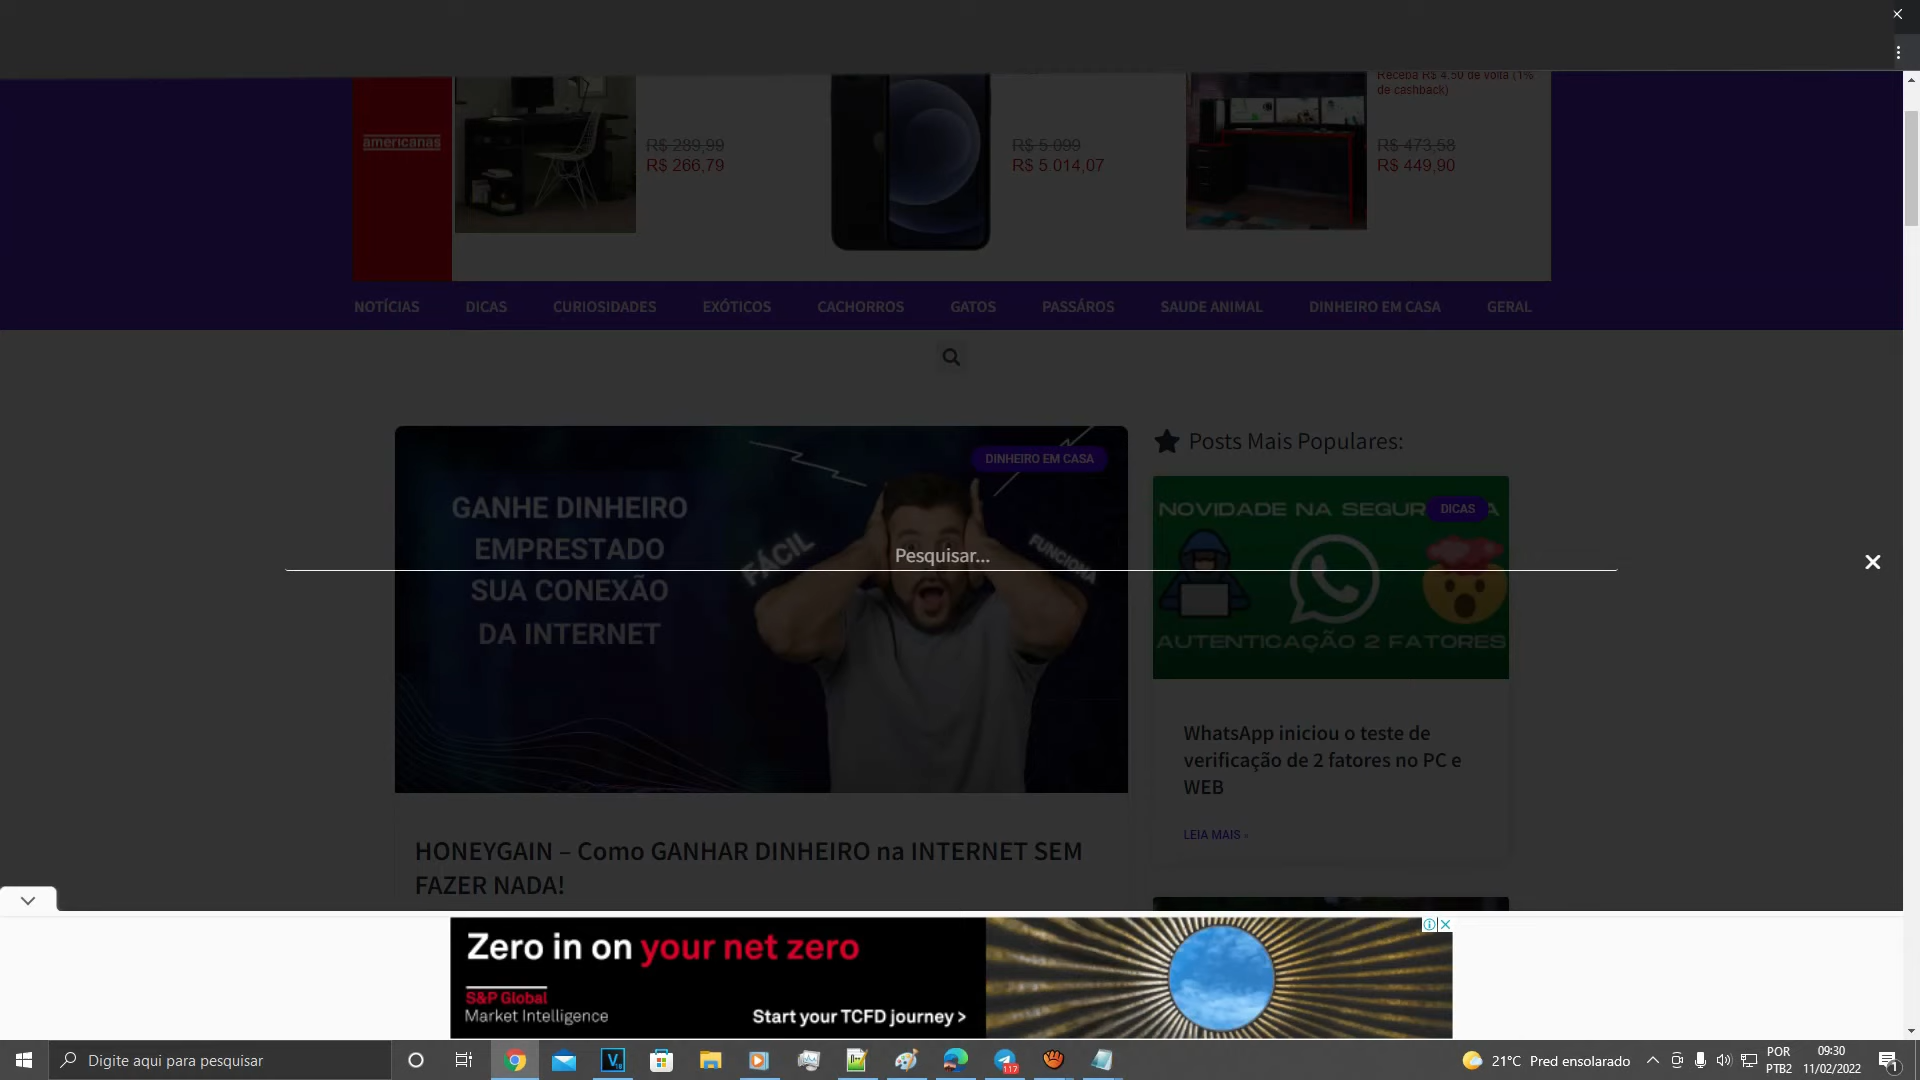 Receba R$ 4.50 de volta (1%
de cashback)
americanas
R$ 289,99
R$ 266,79
R$ 5 099
R$ 5 014,07
R$ 473,58
R$ 449,90
NOTÍCIAS DICAS CURIOSIDADES EXÓTICOS CACHORROS GATOS PASSÁROS SAUDE ANIMAL DINHEIRO EM CASA GERAL
DINHEIRO EM CASA
GANHE DINHEIRO
EMPRESTADO
SUA CONEXÃO
DA INTERNET
FÁCIL
FUNCIONA
Pesquisar...
Posts Mais Populares:
NOVIDADE NA SEGUR A
DICAS
AUTENTICAÇÃO 2 FATORES
WhatsApp iniciou o teste de
verificação de 2 fatores no PC e
WEB
LEIA MAIS »
HONEYGAIN – Como GANHAR DINHEIRO na INTERNET SEM
FAZER NADA!
Zero in on your net zero
S&P Global
Market Intelligence
Start your TCFD journey >
Digite aqui para pesquisar
117
21°C Pred ensolarado
POR
PTB2
09:30
11/02/2022
1